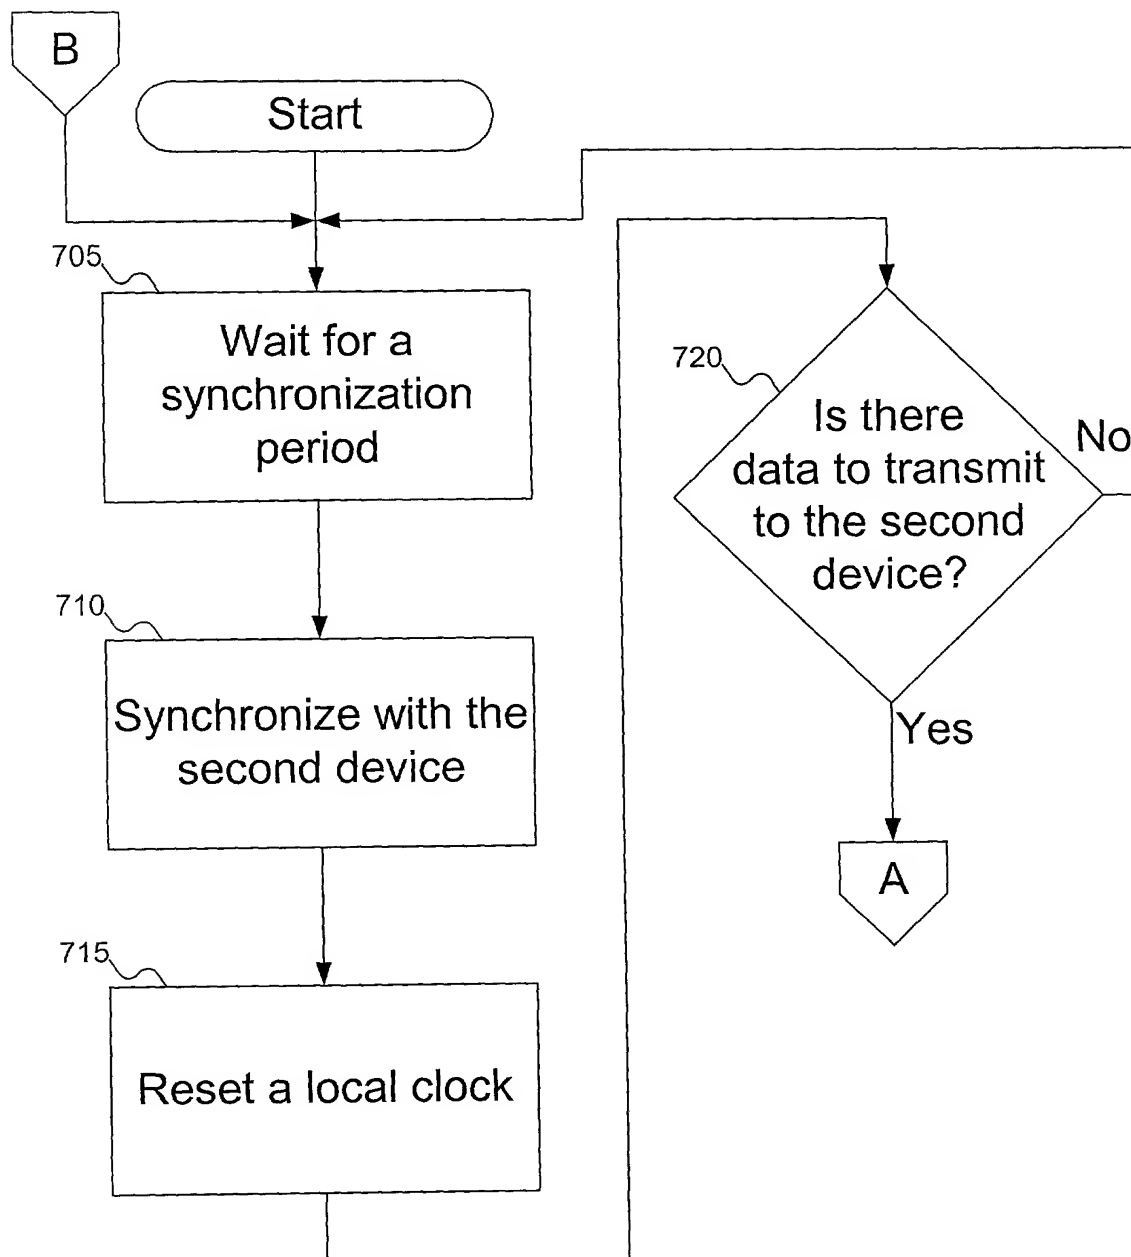 B
Start
705
Wait for a
synchronization
period
710
Synchronize with the
second device
715
Reset a local clock
720
Is there
data to transmit
to the second
device?
No
Yes
A